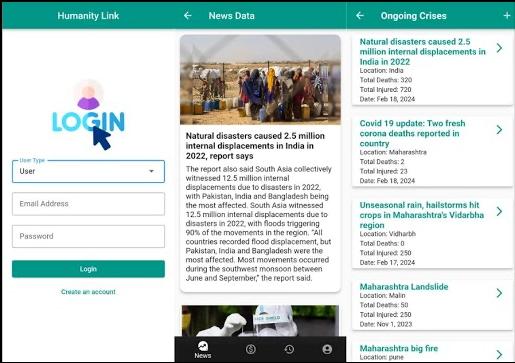 Humanity Link
LOGIN
User Type
User
Email Address
Password
Login
Create an account
News Data
Natural disasters caused 2.5 million
internal displacements in India in
2022, report says
The report also said South Asia collectively
witnessed 12.5 million internal
displacements due to disasters in 2022,
with Pakistan, India and Bangladesh being
the most affected. South Asia witnessed
12.5 million internal displacements due to
disasters in 2022, with floods triggering
90% of the movements in the region. "All
countries recorded flood displacement, but
Pakistan, India and Bangladesh were the
most affected. Most movements occurred
during the southwest monsoon between
June and September," the report said.
FACE SHIELD
News
Ongoing Crises
Natural disasters caused 2.5
million internal displacements in
India in 2022
Location: India
Total Deaths: 320
Total Injured: 720
Date: Feb 18, 2024
Covid 19 update: Two fresh
corona deaths reported in
country
Location: Maharashtra
Total Deaths: 2
Total Injured: 23
Date: Feb 18, 2024
Unseasonal rain, hailstorms hit
crops in Maharashtra's Vidarbha
region
Location: Vidharbh
Total Deaths: 0
Total Injured: 250
Date: Feb 17, 2024
Maharashtra Landslide
Location: Malin
Total Deaths: 50
Total Injured: 250
Date: Nov 1, 2023
Maharashtra big fire
Location: pune